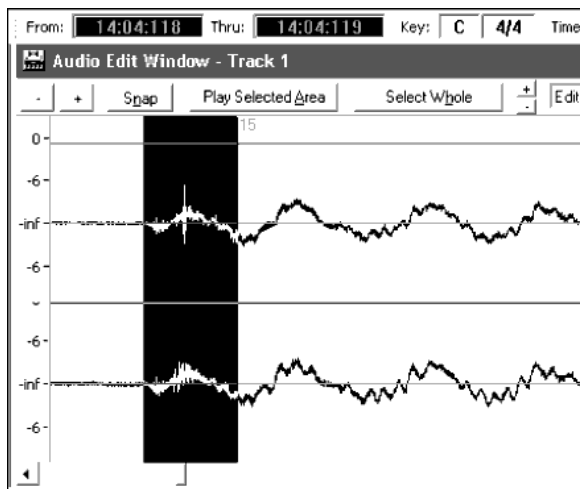 From: 14:04:118 Thru: 14:04:119 Key: C 4/4 Time
Audio Edit Window - Track 1
- + Snap Play Selected Area Select Whole + - Edit
15
0
-6
-inf
-6
-6
-inf
-6